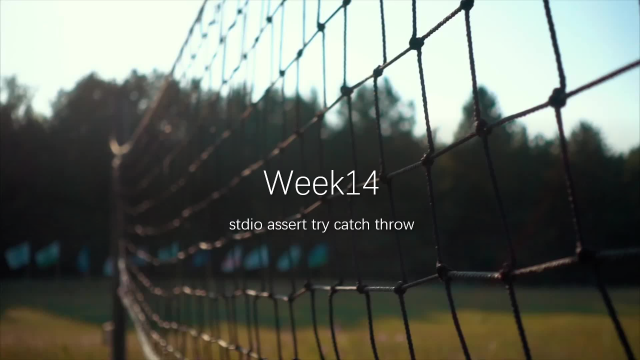 Week14
stdio assert try catch throw